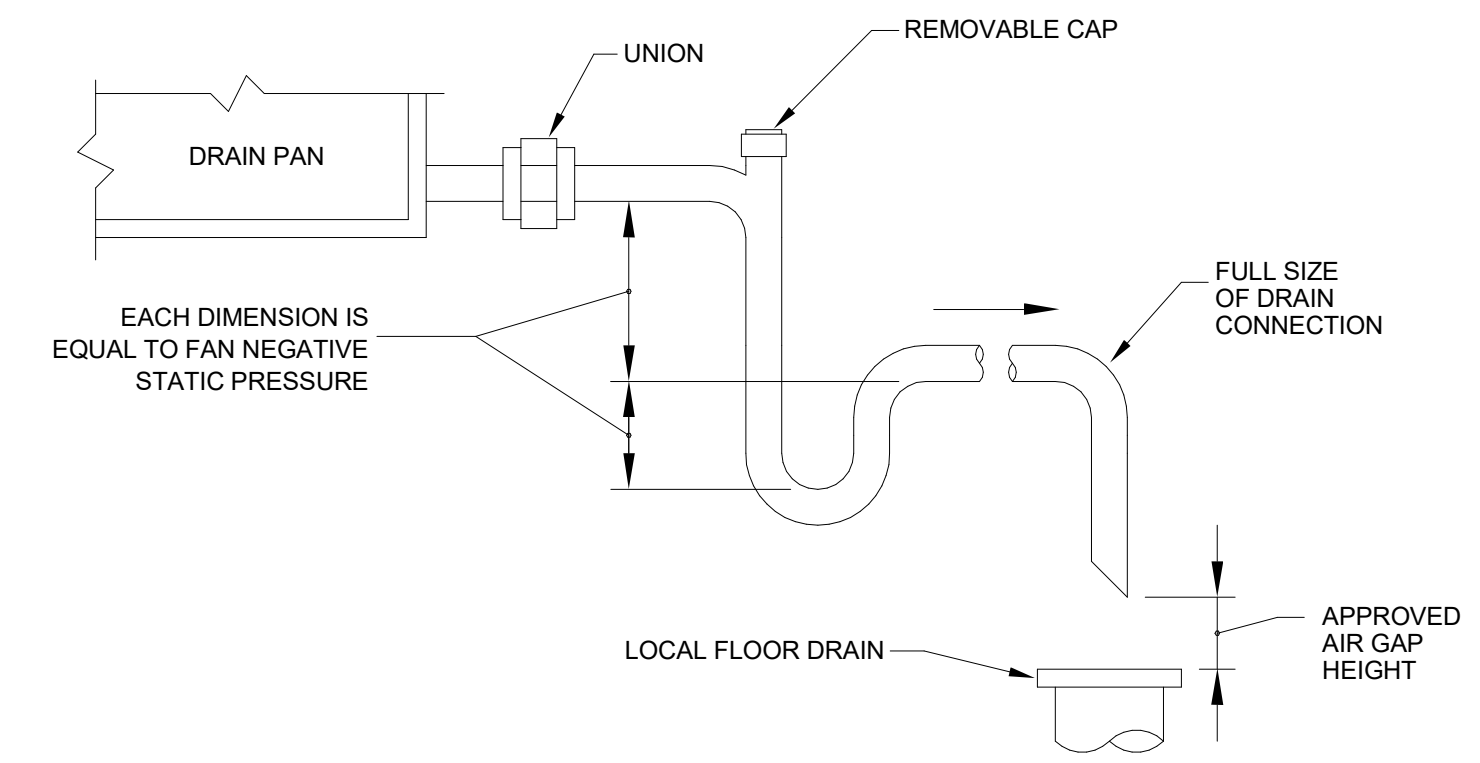 REMOVABLE CAP
UNION
DRAIN PAN
FULL SIZE
OF DRAIN
CONNECTION
EACH DIMENSION IS
EQUAL TO FAN NEGATIVE
STATIC PRESSURE
APPROVED
AIR GAP
HEIGHT
LOCAL FLOOR DRAIN